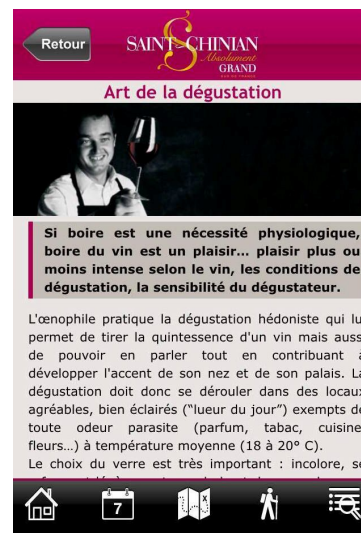 Retour
SAINT CHINIAN
Absolument
GRAND
Art de la dégustation
Si boire est une nécessité physiologique,
boire du vin est un plaisir... plaisir plus ou
moins intense selon le vin, les conditions de
dégustation, la sensibilité du dégustateur.
L'œnophile pratique la dégustation hédoniste qui lu
permet de tirer la quintessence d'un vin mais auss
de pouvoir en parler tout en contribuant à
développer l'accent de son nez et de son palais. La
dégustation doit donc se dérouler dans des locau
agréables, bien éclairés ("lueur du jour") exempts de
toute odeur parasite (parfum, tabac, cuisine
fleurs...) à température moyenne (18 à 20° C).
Le choix du verre est très important : incolore, se
7